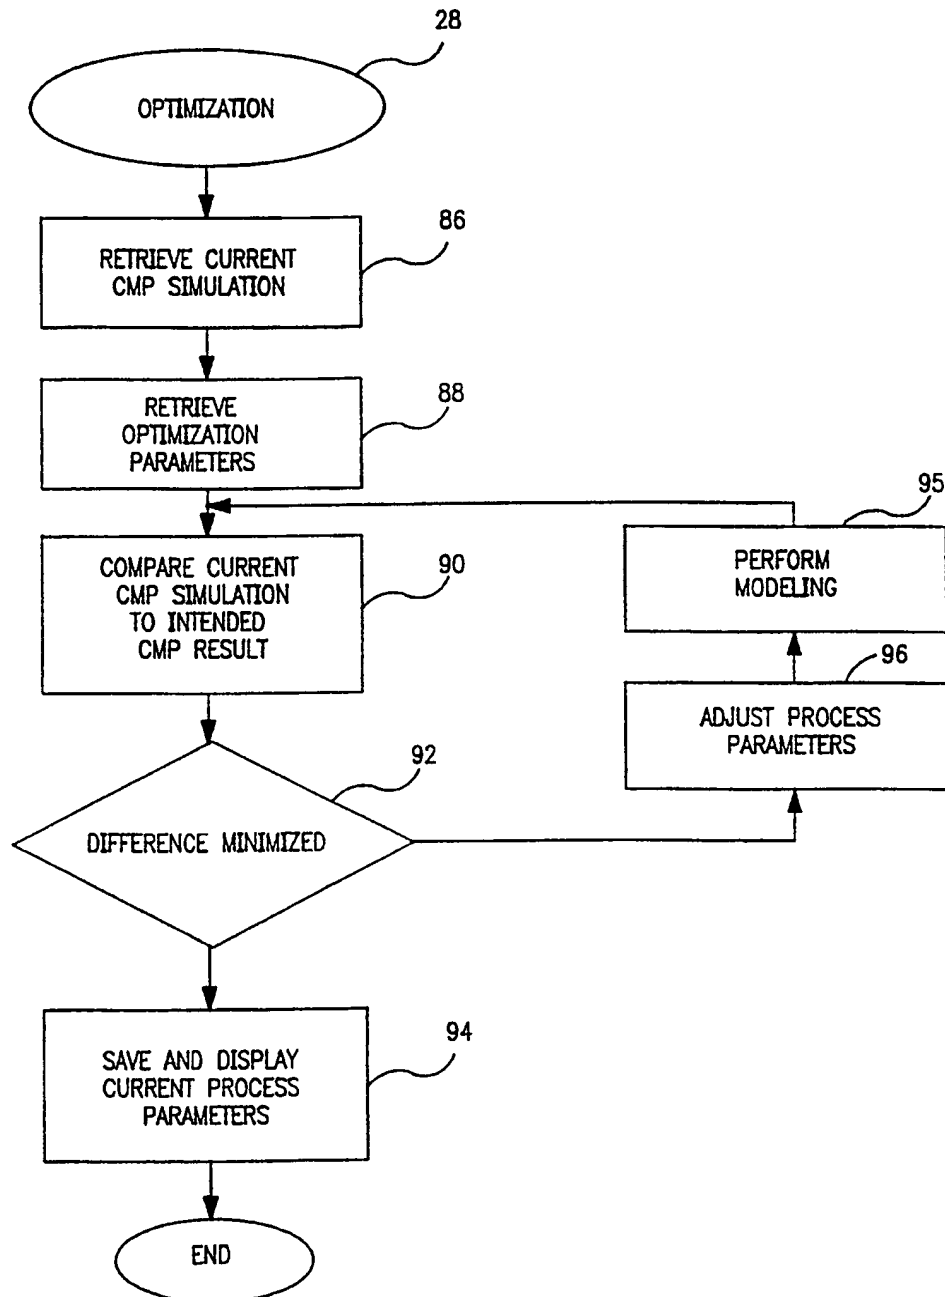 28
OPTIMIZATION
86
RETRIEVE CURRENT
CMP SIMULATION
88
RETRIEVE
OPTIMIZATION
PARAMETERS
95
PERFORM
MODELING
90
COMPARE CURRENT
CMP SIMULATION
TO INTENDED
CMP RESULT
96
ADJUST PROCESS
PARAMETERS
92
DIFFERENCE MINIMIZED
94
SAVE AND DISPLAY
CURRENT PROCESS
PARAMETERS
END